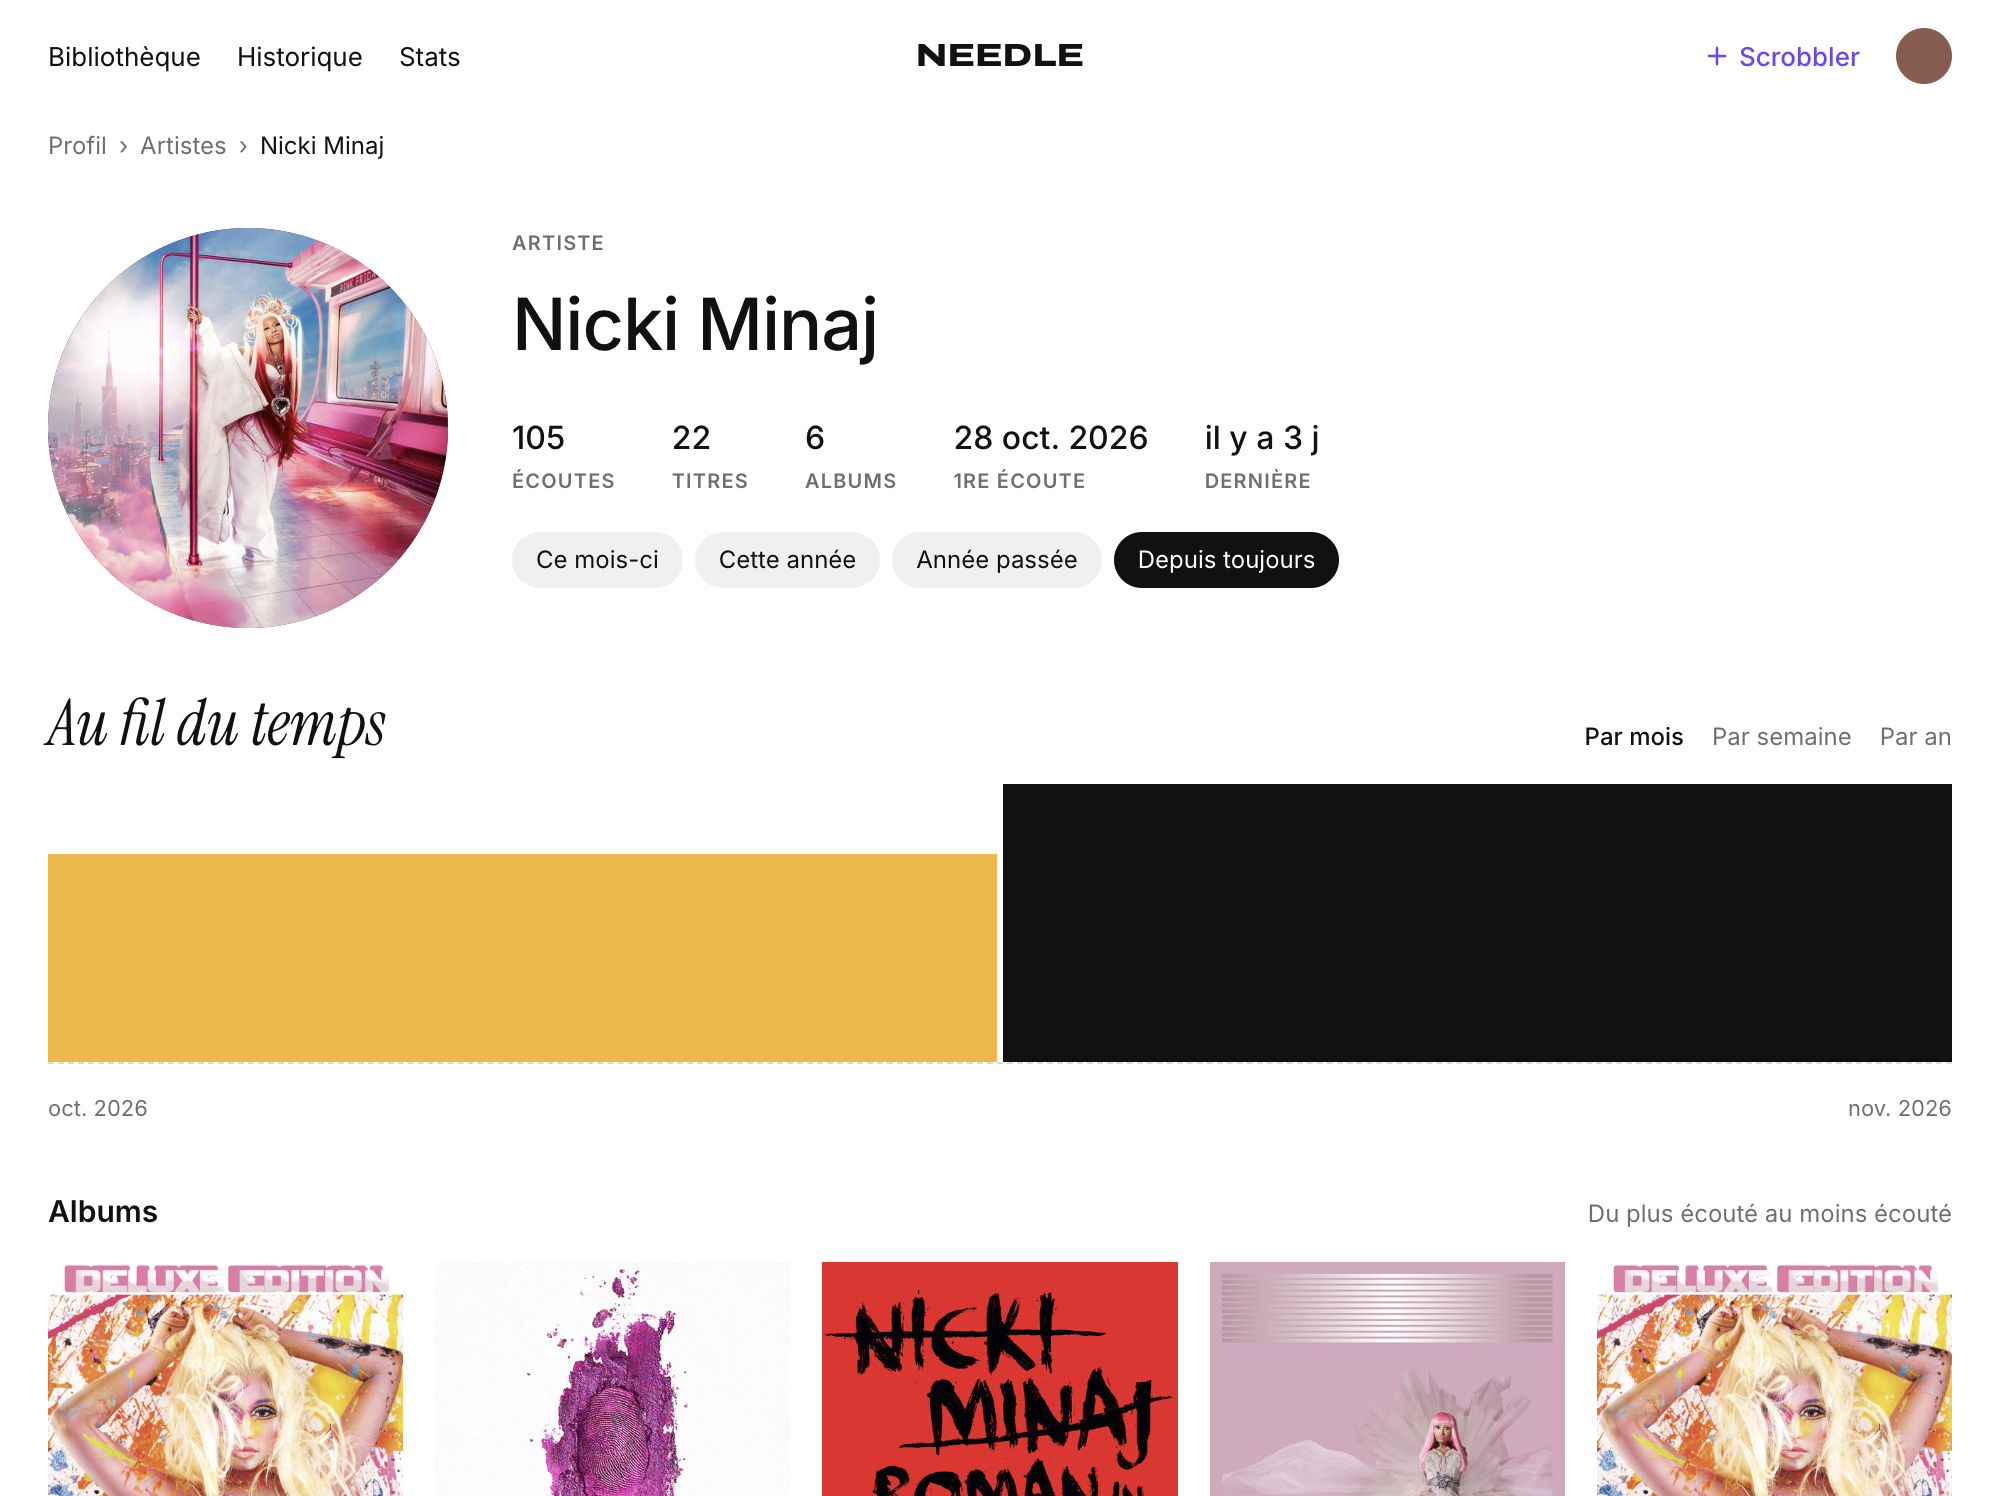 Bibliothèque Historique Stats NEEDLE + Scrobbler
Profil › Artistes › Nicki Minaj
ARTISTE
Nicki Minaj
105 22 6 28 oct. 2026 il y a 3 j
ÉCOUTES TITRES ALBUMS 1RE ÉCOUTE DERNIÈRE
Ce mois-ci Cette année Année passée Depuis toujours
Au fil du temps
Par mois Par semaine Par an
oct. 2026 nov. 2026
Albums
Du plus écouté au moins écouté
DELUXE EDITION
NICKI
MINAJ
ROMAN IN
DELUXE EDITION